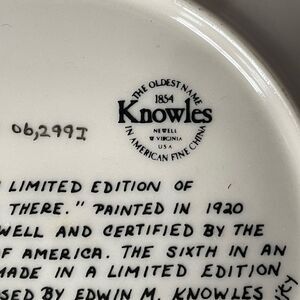 THE OLDEST NAME
1854
Knowles
NEWELL
W VIRGINIA
USA
IN AMERICAN FINE CHINA
06,299I
LIMITED EDITION OF
THERE." PAINTED IN 1920
WELL AND CERTIFIED BY THE
OF AMERICA. THE SIXTH IN AN
MADE IN A LIMITED EDITION
SED BY EDWIN M. KNOWLES